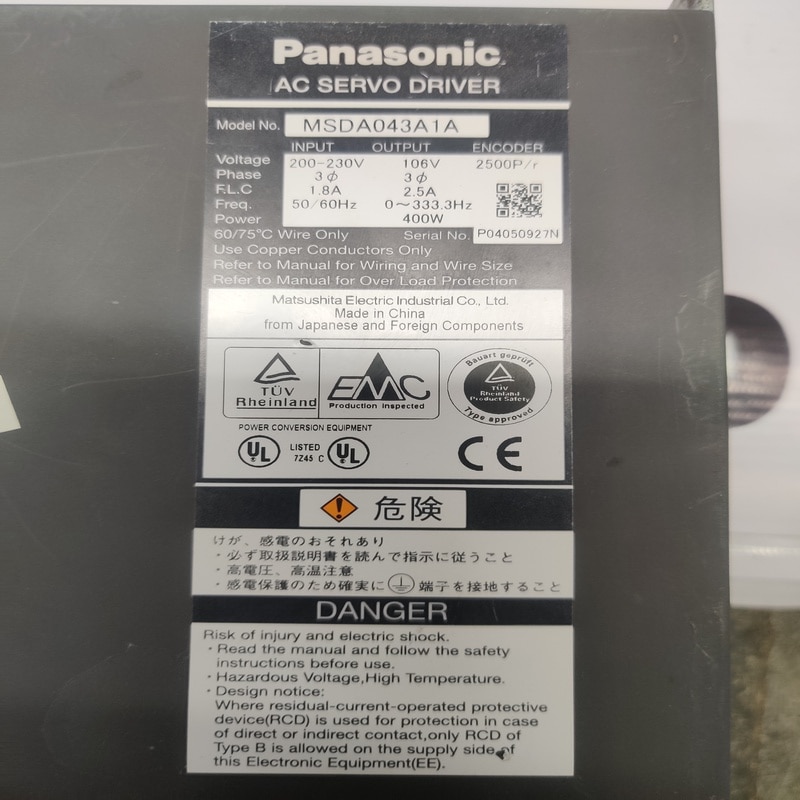 Panasonic
AC SERVO DRIVER
Model No. MSDA043A1A
INPUT OUTPUT ENCODER
Voltage 200-230V 106V 2500P/r
Phase 3ϕ 3ϕ
F.L.C 1.8A 2.5A
Freq. 50/60Hz 0~333.3Hz
Power 400W
60/75°C Wire Only Serial No. P04050927N
Use Copper Conductors Only
Refer to Manual for Wiring and Wire Size
Refer to Manual for Over Load Protection
Matsushita Electric Industrial Co., Ltd.
Made in China
from Japanese and Foreign Components
TÜV
Rheinland
EMC
Production inspected
Bauart geprüft
TÜV
Rheinland
Product Safety
Type approved
POWER CONVERSION EQUIPMENT
UL LISTED 7Z45 C UL
CE
危険
けが、感電のおそれあり
・必ず取扱説明書を読んで指示に従うこと
・高電圧、高温注意
・感電保護のため確実に端子を接地すること
DANGER
Risk of injury and electric shock.
・Read the manual and follow the safety
instructions before use.
・Hazardous Voltage,High Temperature.
・Design notice:
Where residual-current-operated protective
device(RCD) is used for protection in case
of direct or indirect contact,only RCD of
Type B is allowed on the supply side of
this Electronic Equipment(EE).